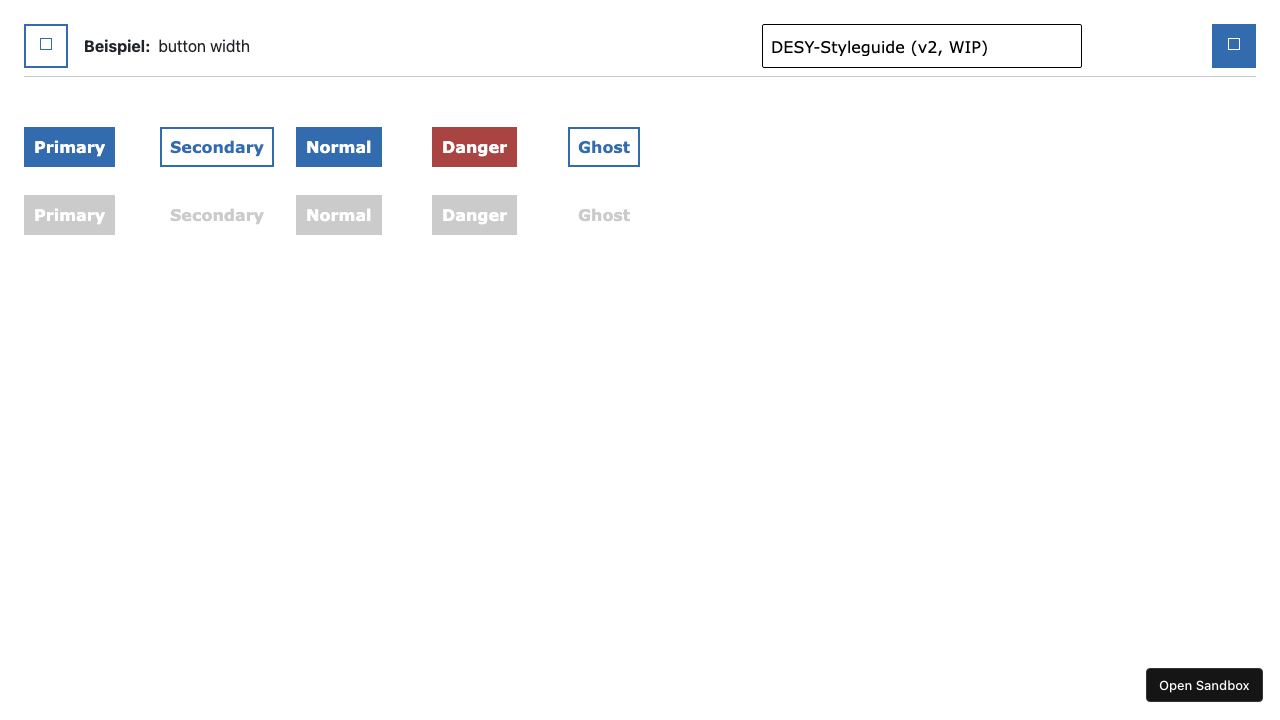 Beispiel: button width DESY-Styleguide (v2, WIP)
Primary Secondary Normal Danger Ghost
Primary Secondary Normal Danger Ghost
Open Sandbox